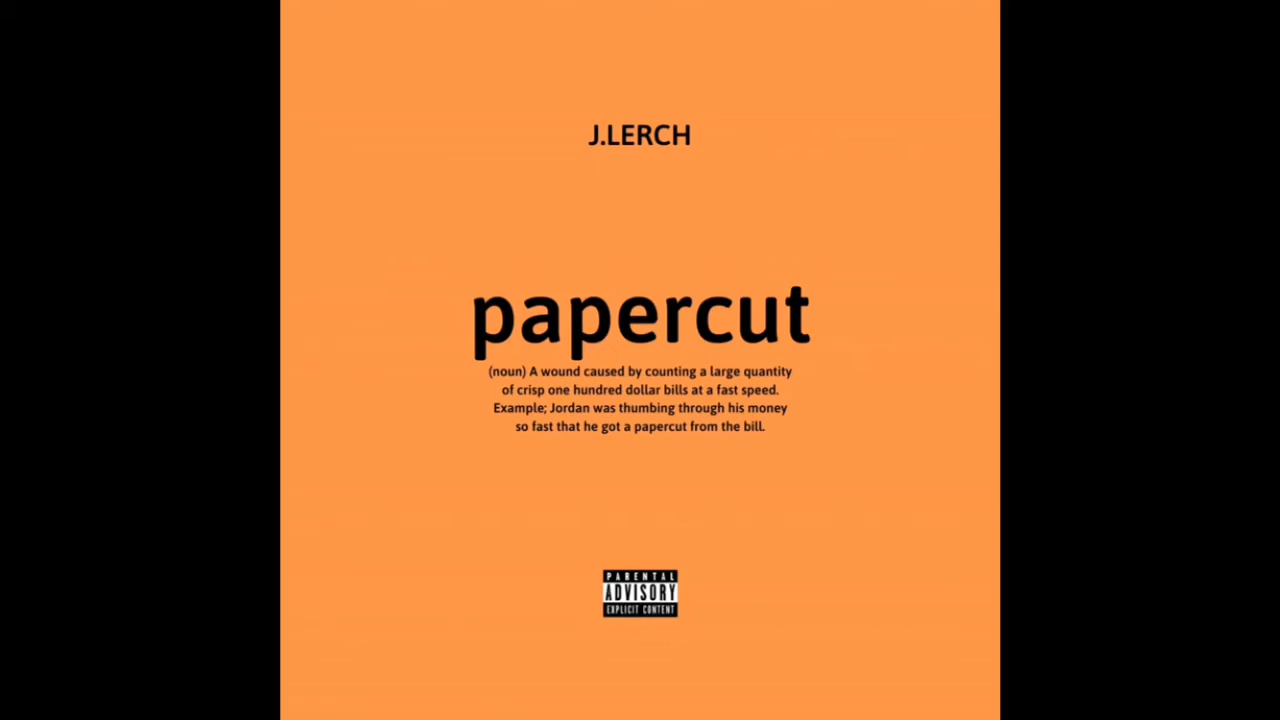 J.LERCH
papercut
(noun) A wound caused by counting a large quantity
of crisp one hundred dollar bills at a fast speed.
Example; Jordan was thumbing through his money
so fast that he got a papercut from the bill.
PARENTAL
ADVISORY
EXPLICIT CONTENT